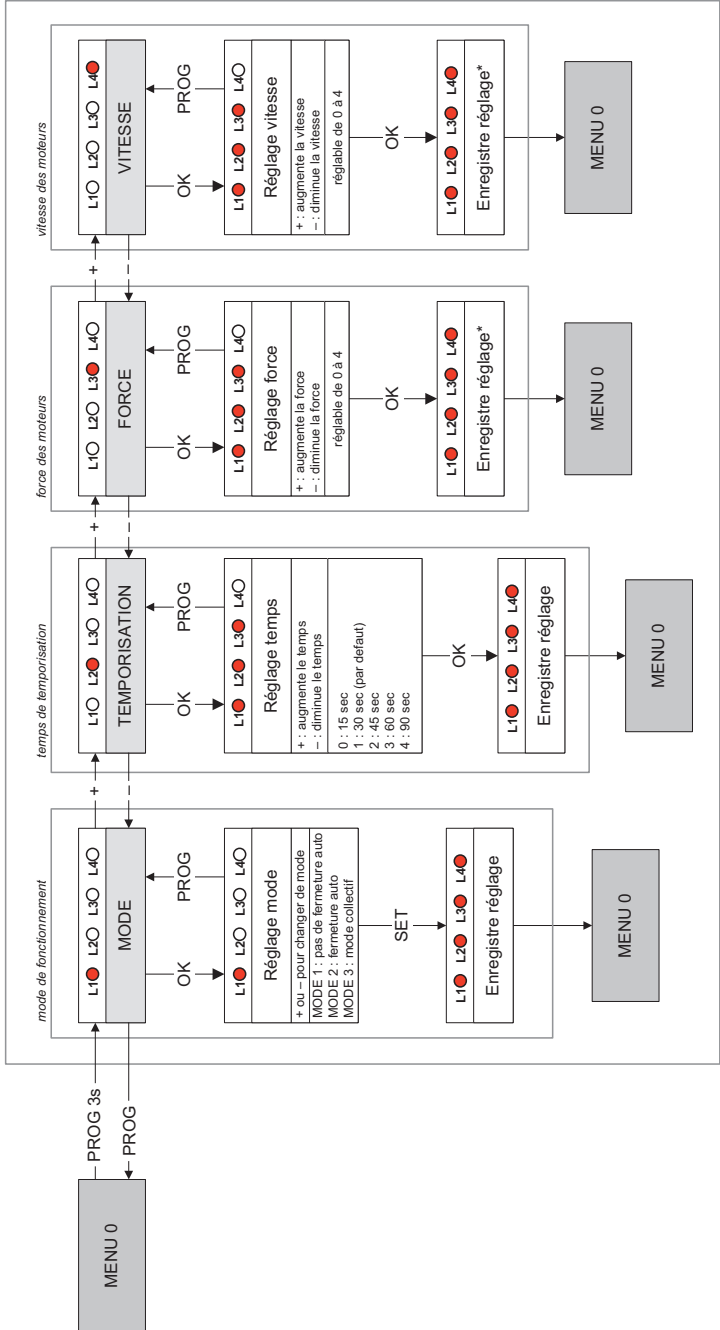 MENU 0
PROG 3s
PROG
mode de fonctionnement
L1 L2 L3 L4
MODE
OK
PROG
L1 L2 L3 L4
Réglage mode
+ ou – pour changer de mode
MODE 1 : pas de fermeture auto
MODE 2 : fermeture auto
MODE 3 : mode collectif
SET
L1 L2 L3 L4
Enregistre réglage
MENU 0
+
–
temps de temporisation
L1 L2 L3 L4
TEMPORISATION
OK
PROG
L1 L2 L3 L4
Réglage temps
+ : augmente le temps
– : diminue le temps
0 : 15 sec
1 : 30 sec (par defaut)
2 : 45 sec
3 : 60 sec
4 : 90 sec
OK
L1 L2 L3 L4
Enregistre réglage
MENU 0
+
–
force des moteurs
L1 L2 L3 L4
FORCE
OK
PROG
L1 L2 L3 L4
Réglage force
+ : augmente la force
– : diminue la force
réglable de 0 à 4
OK
L1 L2 L3 L4
Enregistre réglage*
MENU 0
+
–
vitesse des moteurs
L1 L2 L3 L4
VITESSE
OK
PROG
L1 L2 L3 L4
Réglage vitesse
+ : augmente la vitesse
– : diminue la vitesse
réglable de 0 à 4
OK
L1 L2 L3 L4
Enregistre réglage*
MENU 0